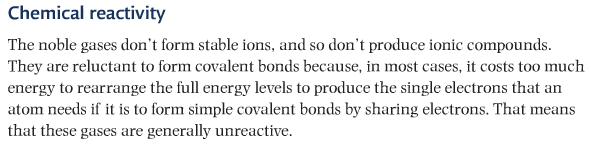 Chemical reactivity
The noble gases don't form stable ions, and so don't produce ionic compounds.
They are reluctant to form covalent bonds because, in most cases, it costs too much
energy to rearrange the full energy levels to produce the single electrons that an
atom needs if it is to form simple covalent bonds by sharing electrons. That means
that these gases are generally unreactive.